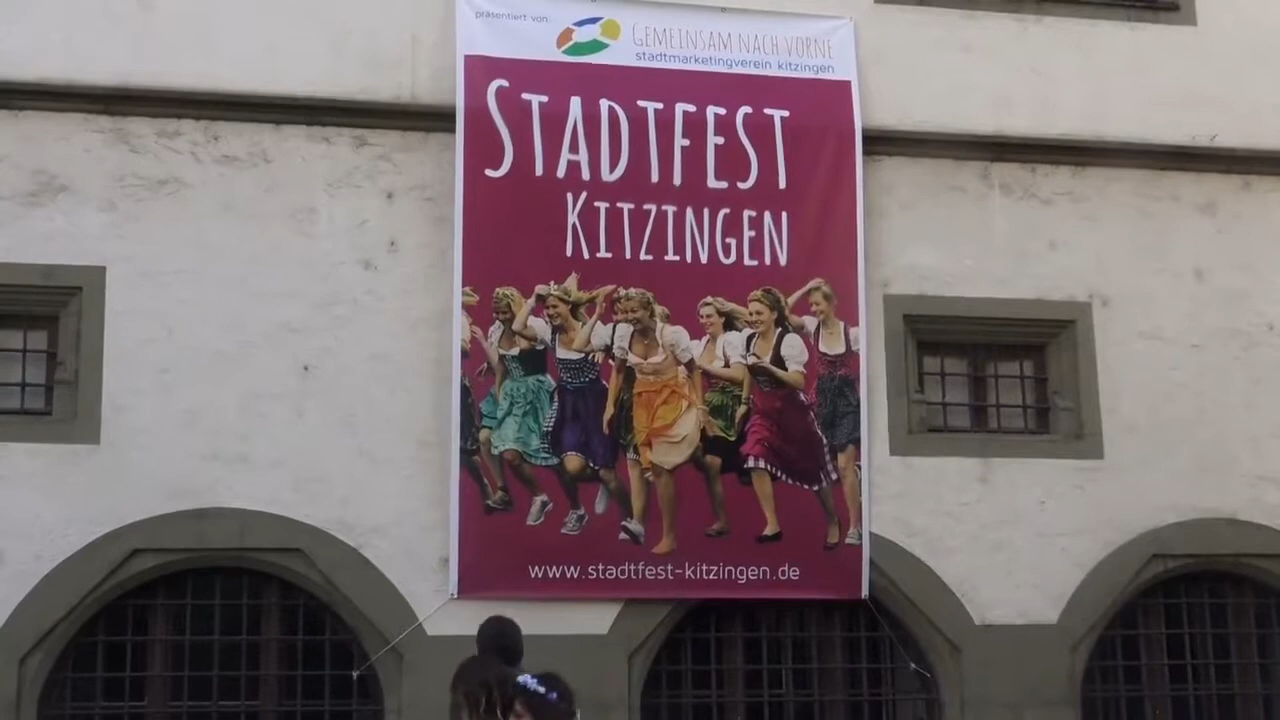 präsentiert von
GEMEINSAM NACH VORNE
stadtmarketingverein kitzingen
STADTFEST
KITZINGEN
www.stadtfest-kitzingen.de